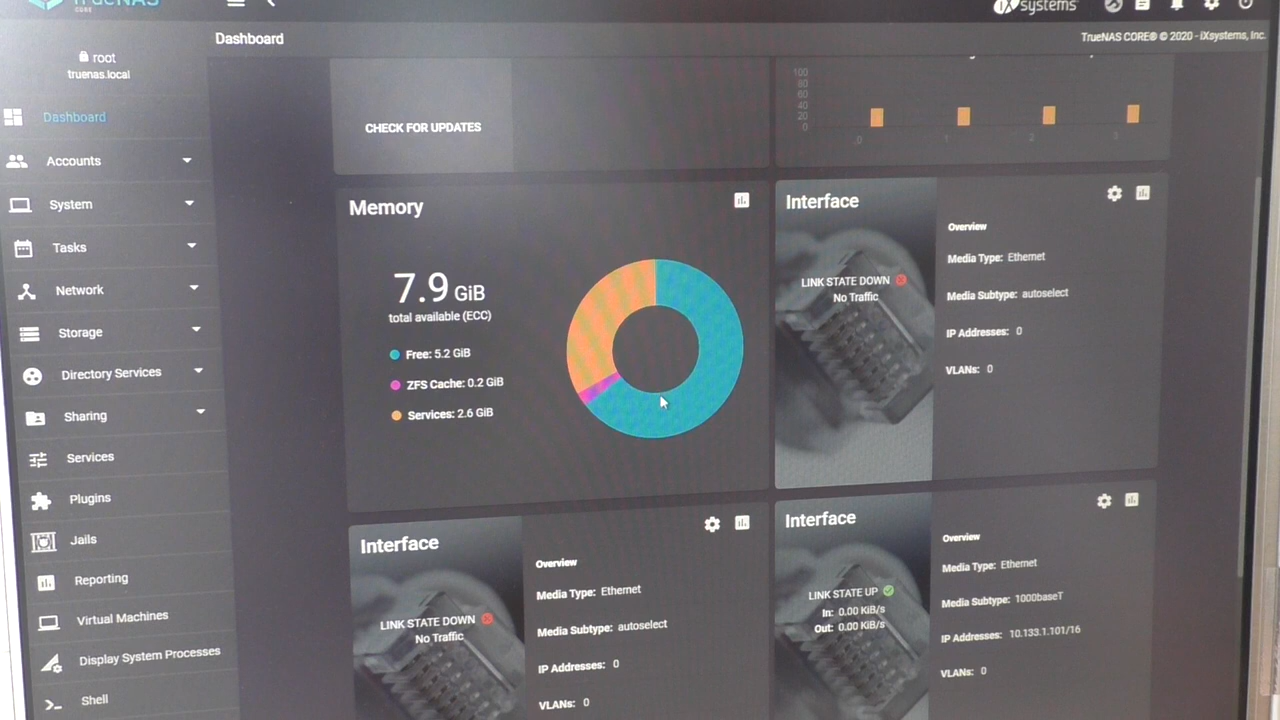 TrueNAS
CORE
iX systems
Dashboard
TrueNAS CORE® © 2020 - iXsystems, Inc.
root
truenas.local
Dashboard
Accounts
System
Tasks
Network
Storage
Directory Services
Sharing
Services
Plugins
Jails
Reporting
Virtual Machines
Display System Processes
Shell
CHECK FOR UPDATES
100
80
60
40
20
0
0
1
2
3
Memory
7.9 GiB
total available (ECC)
Free: 5.2 GiB
ZFS Cache: 0.2 GiB
Services: 2.6 GiB
Interface
LINK STATE DOWN
No Traffic
Overview
Media Type: Ethernet
Media Subtype: autoselect
IP Addresses: 0
VLANs: 0
Interface
LINK STATE DOWN
No Traffic
Overview
Media Type: Ethernet
Media Subtype: autoselect
IP Addresses: 0
VLANs: 0
Interface
LINK STATE UP
In: 0.00 KiB/s
Out: 0.00 KiB/s
Overview
Media Type: Ethernet
Media Subtype: 1000baseT
IP Addresses: 10.133.1.101/16
VLANs: 0